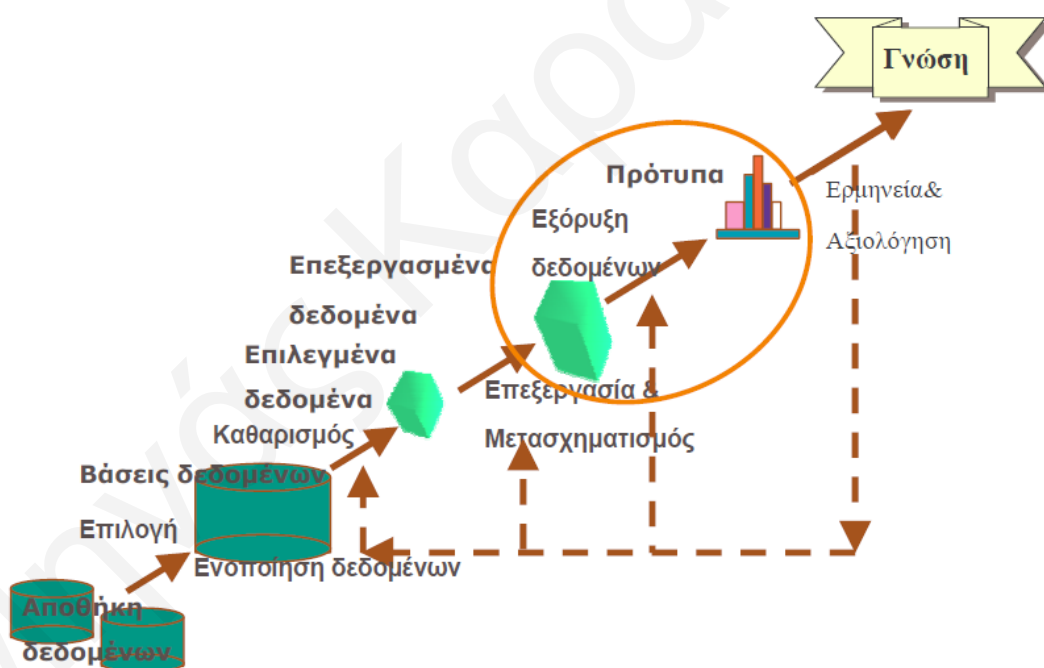 Γνώση
Πρότυπα
Ερμηνεία&
Αξιολόγηση
Εξόρυξη
δεδομένων
Επεξεργασμένα
δεδομένα
Επιλεγμένα
δεδομένα
Επεξεργασία &
Μετασχηματισμός
Καθαρισμός
Βάσεις δεδομένων
Επιλογή
Ενοποίηση δεδομένων
Αποθήκη
δεδομένων